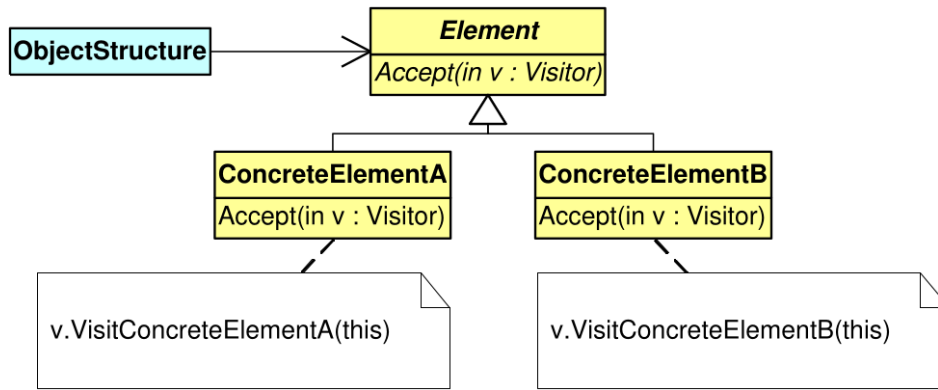 Element
ObjectStructure
Accept(in v : Visitor)
ConcreteElementA
ConcreteElementB
Accept(in v : Visitor)
Accept(in v : Visitor)
v.VisitConcreteElementA(this)
v.VisitConcreteElementB(this)